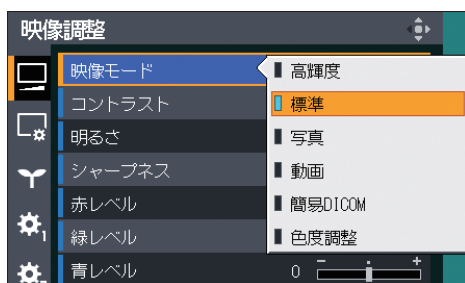 映像調整
映像モード
コントラスト
明るさ
シャープネス
赤レベル
緑レベル
青レベル 0 − +
高輝度
標準
写真
動画
簡易DICOM
色度調整
1